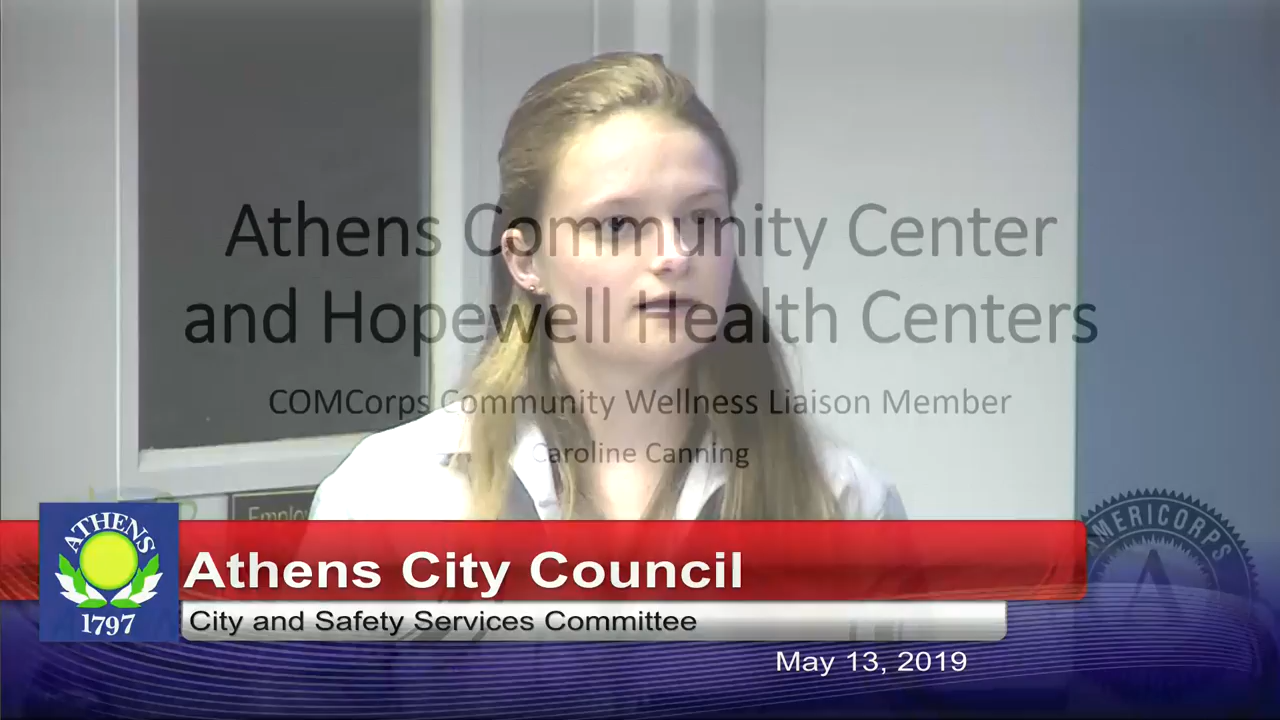 Athens Community Center
and Hopewell Health Centers
COMCorps Community Wellness Liaison Member
Caroline Canning
ATHENS
1797
Athens City Council
City and Safety Services Committee
May 13, 2019
AMERICORPS